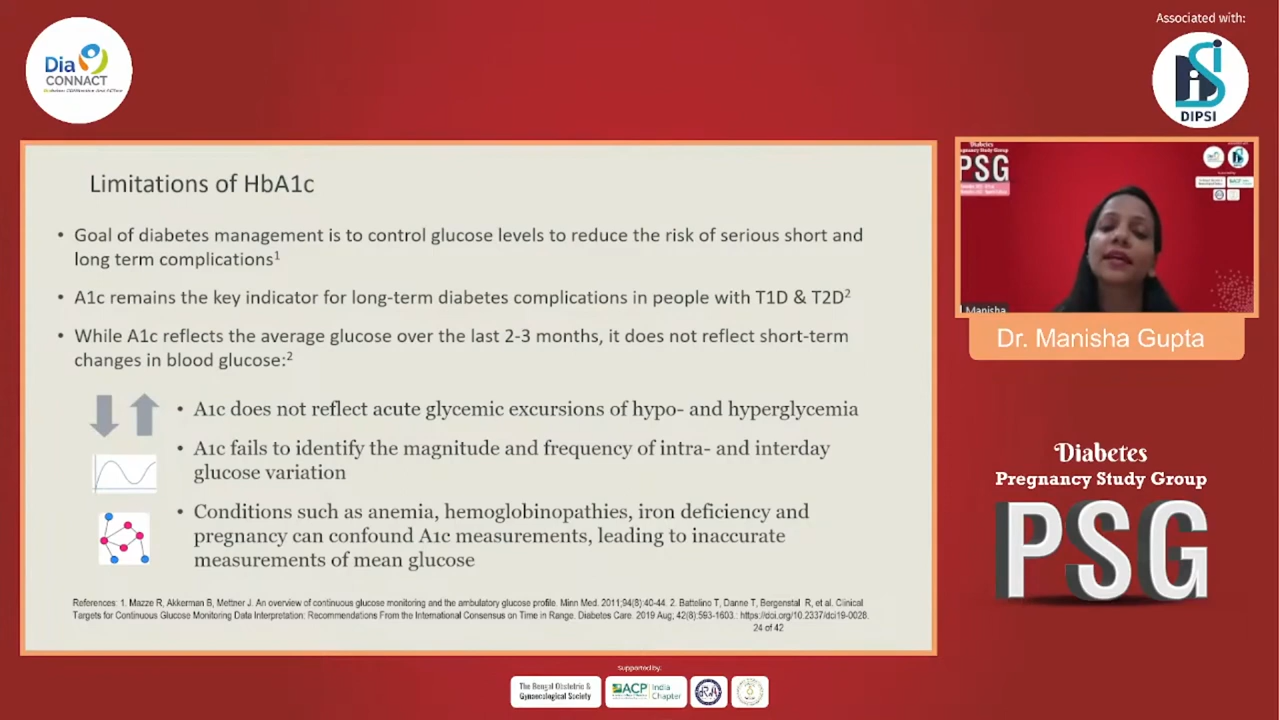 Associated with:
Dia
CONNACT
DIPSI
Limitations of HbA1c
• Goal of diabetes management is to control glucose levels to reduce the risk of serious short and
long term complications¹
• A1c remains the key indicator for long-term diabetes complications in people with T1D & T2D²
• While A1c reflects the average glucose over the last 2-3 months, it does not reflect short-term
changes in blood glucose:²
• A1c does not reflect acute glycemic excursions of hypo- and hyperglycemia
• A1c fails to identify the magnitude and frequency of intra- and interday
glucose variation
• Conditions such as anemia, hemoglobinopathies, iron deficiency and
pregnancy can confound A1c measurements, leading to inaccurate
measurements of mean glucose
References: 1. Mazze R, Akkerman B, Mettner J. An overview of continuous glucose monitoring and the ambulatory glucose profile. Minn Med. 2011;94(8):40-44. 2. Battelino T, Danne T, Bergenstal R, et al. Clinical
Targets for Continuous Glucose Monitoring Data Interpretation: Recommendations From the International Consensus on Time in Range. Diabetes Care. 2019 Aug; 42(8):593-1603.: https://doi.org/10.2337/dci19-0028.
24 of 42
Diabetes
Pregnancy Study Group
PSG
Manisha
Dr. Manisha Gupta
Diabetes
Pregnancy Study Group
PSG
supported by:
The Bengal Obstetric &
Gynaecological Society
ACP
India
Chapter